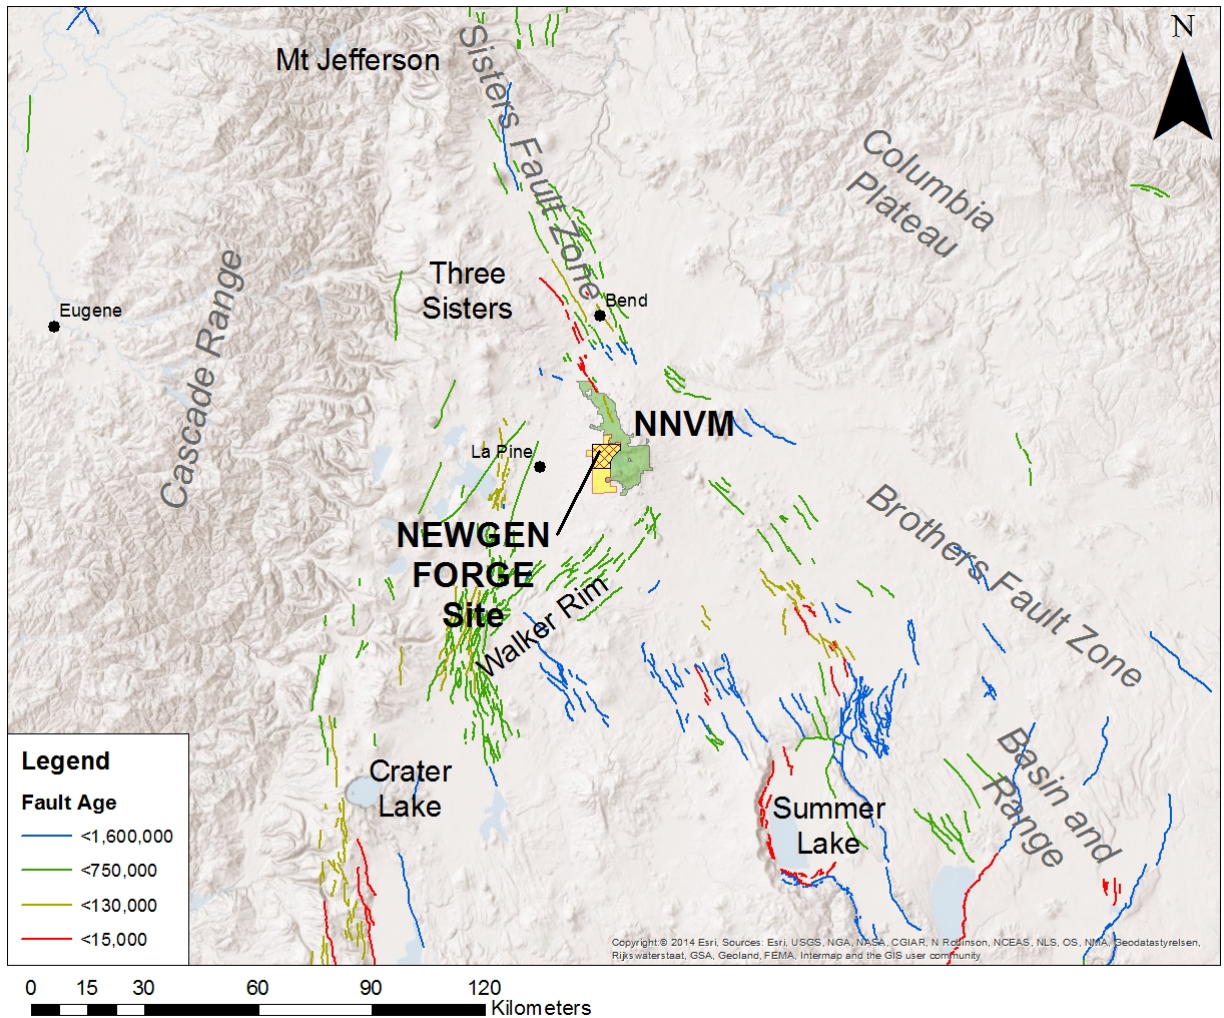 N
Mt Jefferson
Sisters Fault Zone
Columbia
Plateau
Three
Sisters
Bend
Eugene
Cascade Range
NNVM
La Pine
NEWGEN
FORGE
Site
Walker Rim
Brothers Fault Zone
Basin and
Range
Crater
Lake
Summer
Lake
Legend
Fault Age
<1,600,000
<750,000
<130,000
<15,000
Copyright:© 2014 Esri, Sources: Esri, USGS, NGA, NASA, CGIAR, N Robinson, NCEAS, NLS, OS, NMA, Geodatastyrelsen,
Rijkswaterstaat, GSA, Geoland, FEMA, Intermap and the GIS user community
0 15 30 60 90 120
Kilometers